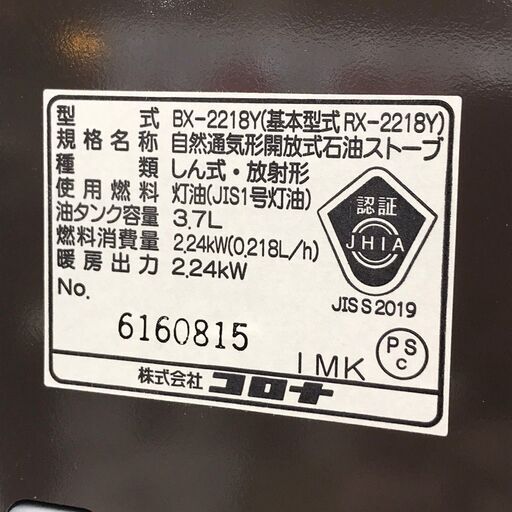 型式 BX-2218Y(基本型式RX-2218Y)
規格名称 自然通気形開放式石油ストーブ
種類 しん式・放射形
使用燃料 灯油(JIS1号灯油)
油タンク容量 3.7L
燃料消費量 2.24kW(0.218L/h)
暖房出力 2.24kW
No.
6160815
認証
JHIA
JIS S 2019
IMK
PS
C
株式会社コロナ